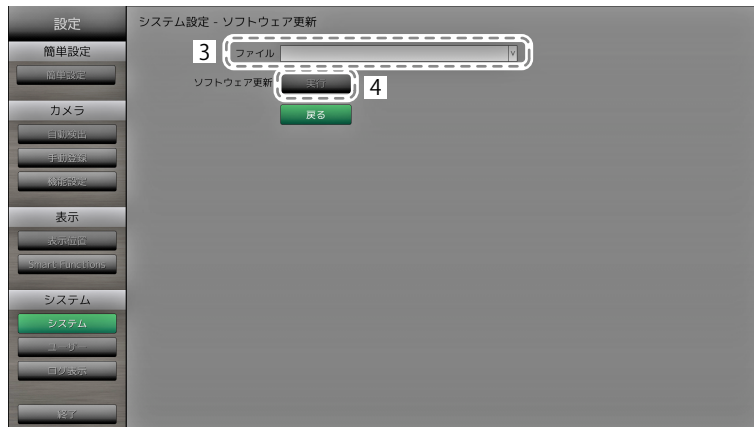 設定
簡単設定
簡単設定
カメラ
自動検出
手動登録
機能設定
表示
表示位置
Smart Functions
システム
システム
ユーザー
ログ表示
終了
システム設定 - ソフトウェア更新
3 ファイル
ソフトウェア更新 実行 4
戻る